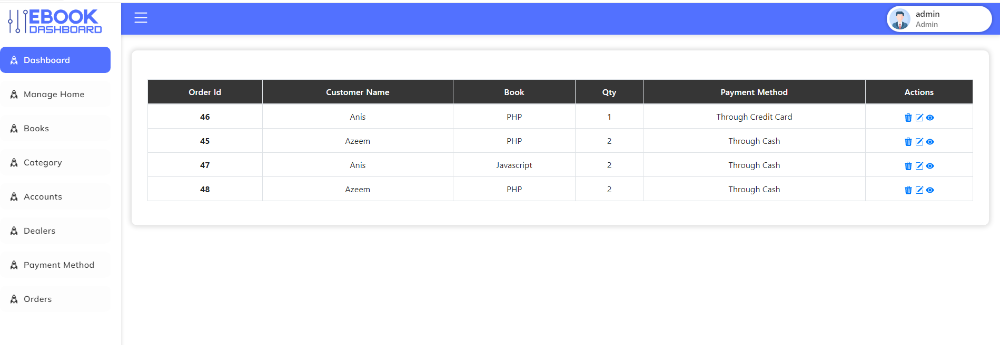 EBOOK
DASHBOARD
admin
Admin
Dashboard
Manage Home
Books
Category
Accounts
Dealers
Payment Method
Orders
Order Id Customer Name Book Qty Payment Method Actions
46 Anis PHP 1 Through Credit Card
45 Azeem PHP 2 Through Cash
47 Anis Javascript 2 Through Cash
48 Azeem PHP 2 Through Cash